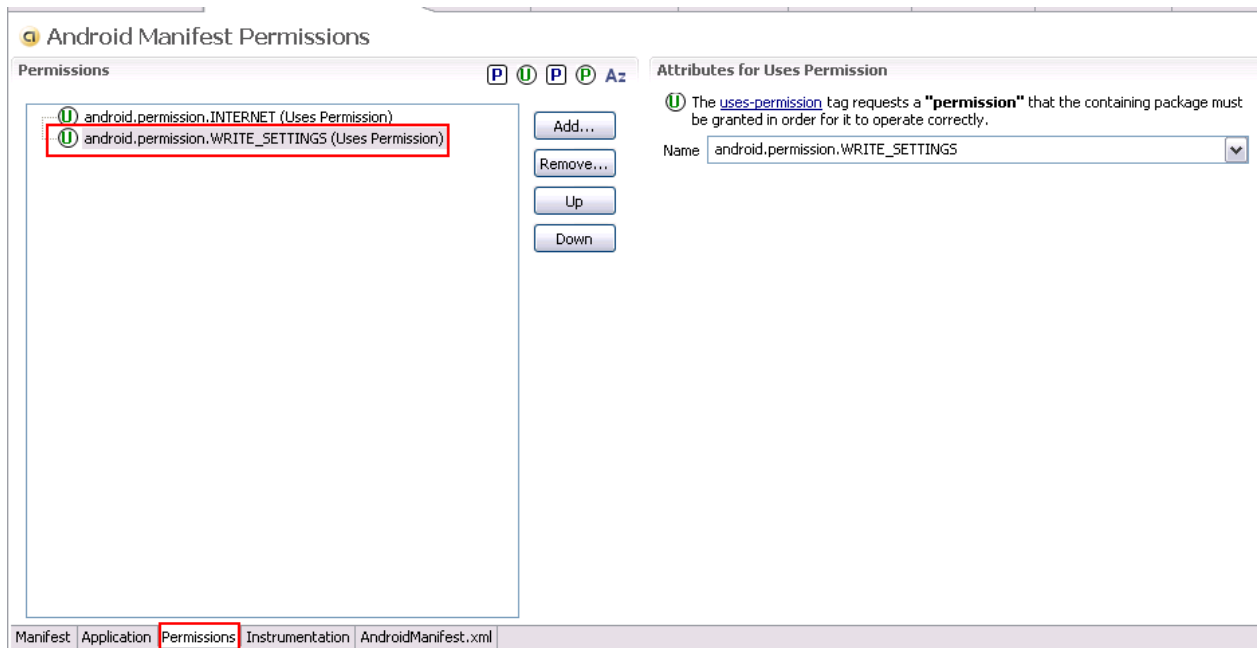 Android Manifest Permissions
Permissions
P U P P Az
android.permission.INTERNET (Uses Permission)
android.permission.WRITE_SETTINGS (Uses Permission)
Add...
Remove...
Up
Down
Attributes for Uses Permission
U The uses-permission tag requests a "permission" that the containing package must
be granted in order for it to operate correctly.
Name android.permission.WRITE_SETTINGS
Manifest Application Permissions Instrumentation AndroidManifest.xml